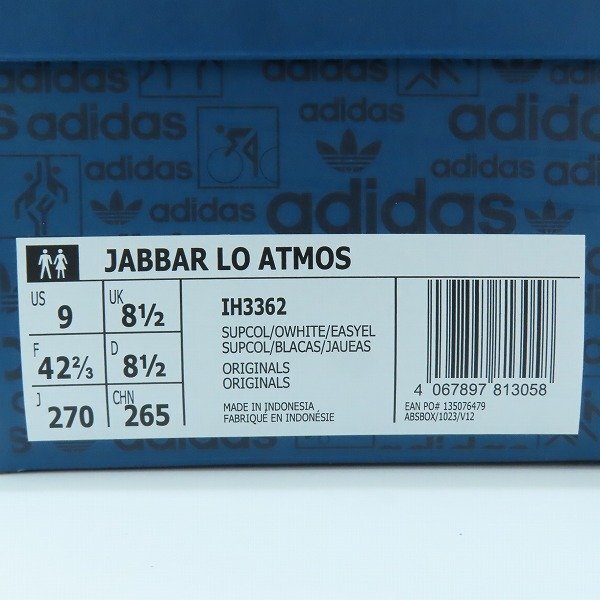 adidas adidas
adidas
adidas adidas
adidas
adidas
JABBAR LO ATMOS
US 9 UK 8½
F 42⅔ D 8½
J 270 CHN 265
IH3362
SUPCOL/OWHITE/EASYEL
SUPCOL/BLACAS/JAUEAS
ORIGINALS
ORIGINALS
MADE IN INDONESIA
FABRIQUÉ EN INDONÉSIE
4 067897 813058
EAN PO# 135076479
ABSBOX/1023/V12